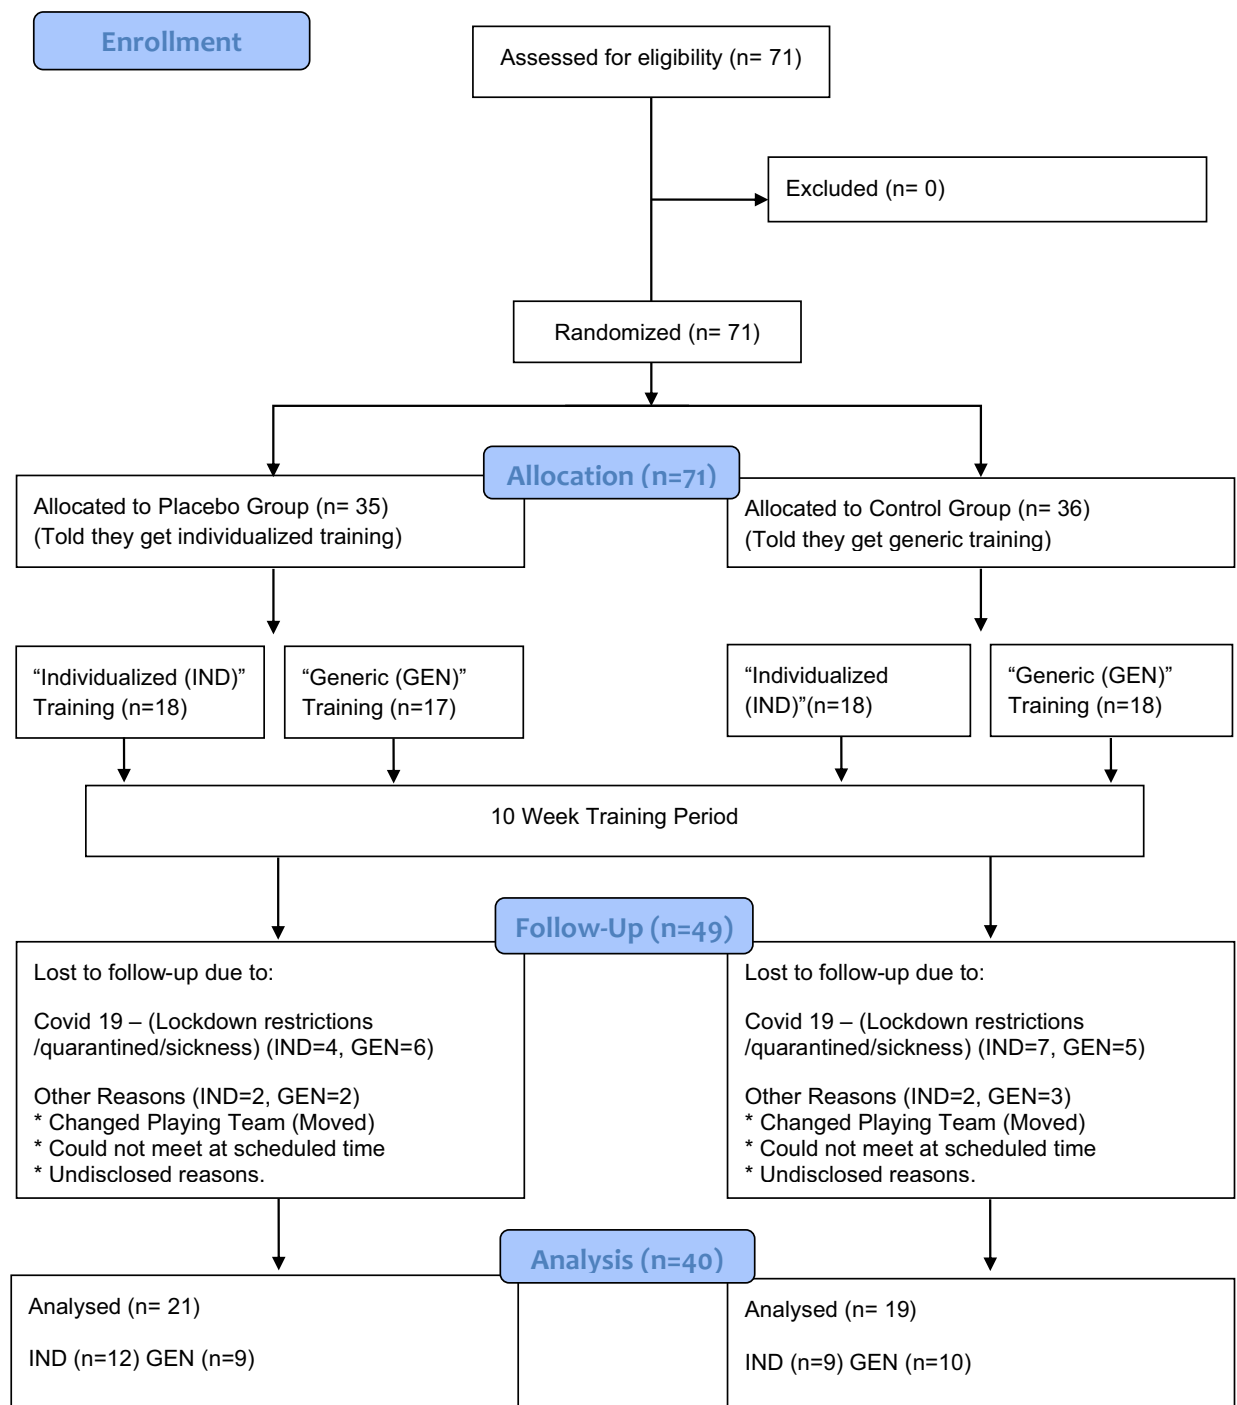 Enrollment
Assessed for eligibility (n= 71)
Excluded (n= 0)
Randomized (n= 71)
Allocation (n=71)
Allocated to Placebo Group (n= 35)
(Told they get individualized training)
Allocated to Control Group (n= 36)
(Told they get generic training)
“Individualized (IND)”
Training (n=18)
“Generic (GEN)”
Training (n=17)
“Individualized
(IND)”(n=18)
“Generic (GEN)”
Training (n=18)
10 Week Training Period
Follow-Up (n=49)
Lost to follow-up due to:
Covid 19 – (Lockdown restrictions
/quarantined/sickness) (IND=4, GEN=6)
Other Reasons (IND=2, GEN=2)
* Changed Playing Team (Moved)
* Could not meet at scheduled time
* Undisclosed reasons.
Lost to follow-up due to:
Covid 19 – (Lockdown restrictions
/quarantined/sickness) (IND=7, GEN=5)
Other Reasons (IND=2, GEN=3)
* Changed Playing Team (Moved)
* Could not meet at scheduled time
* Undisclosed reasons.
Analysis (n=40)
Analysed (n= 21)
IND (n=12) GEN (n=9)
Analysed (n= 19)
IND (n=9) GEN (n=10)